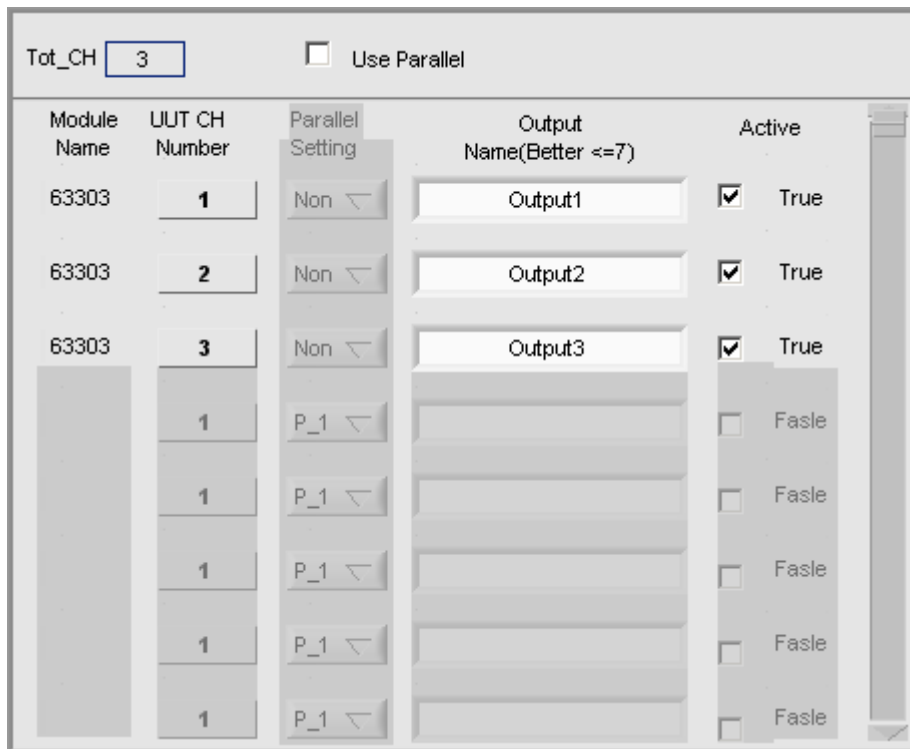 Tot_CH 3 Use Parallel
Module Name UUT CH Number Parallel Setting Output Name(Better <=7) Active
63303 1 Non Output1 True
63303 2 Non Output2 True
63303 3 Non Output3 True
1 P_1 Fasle
1 P_1 Fasle
1 P_1 Fasle
1 P_1 Fasle
1 P_1 Fasle